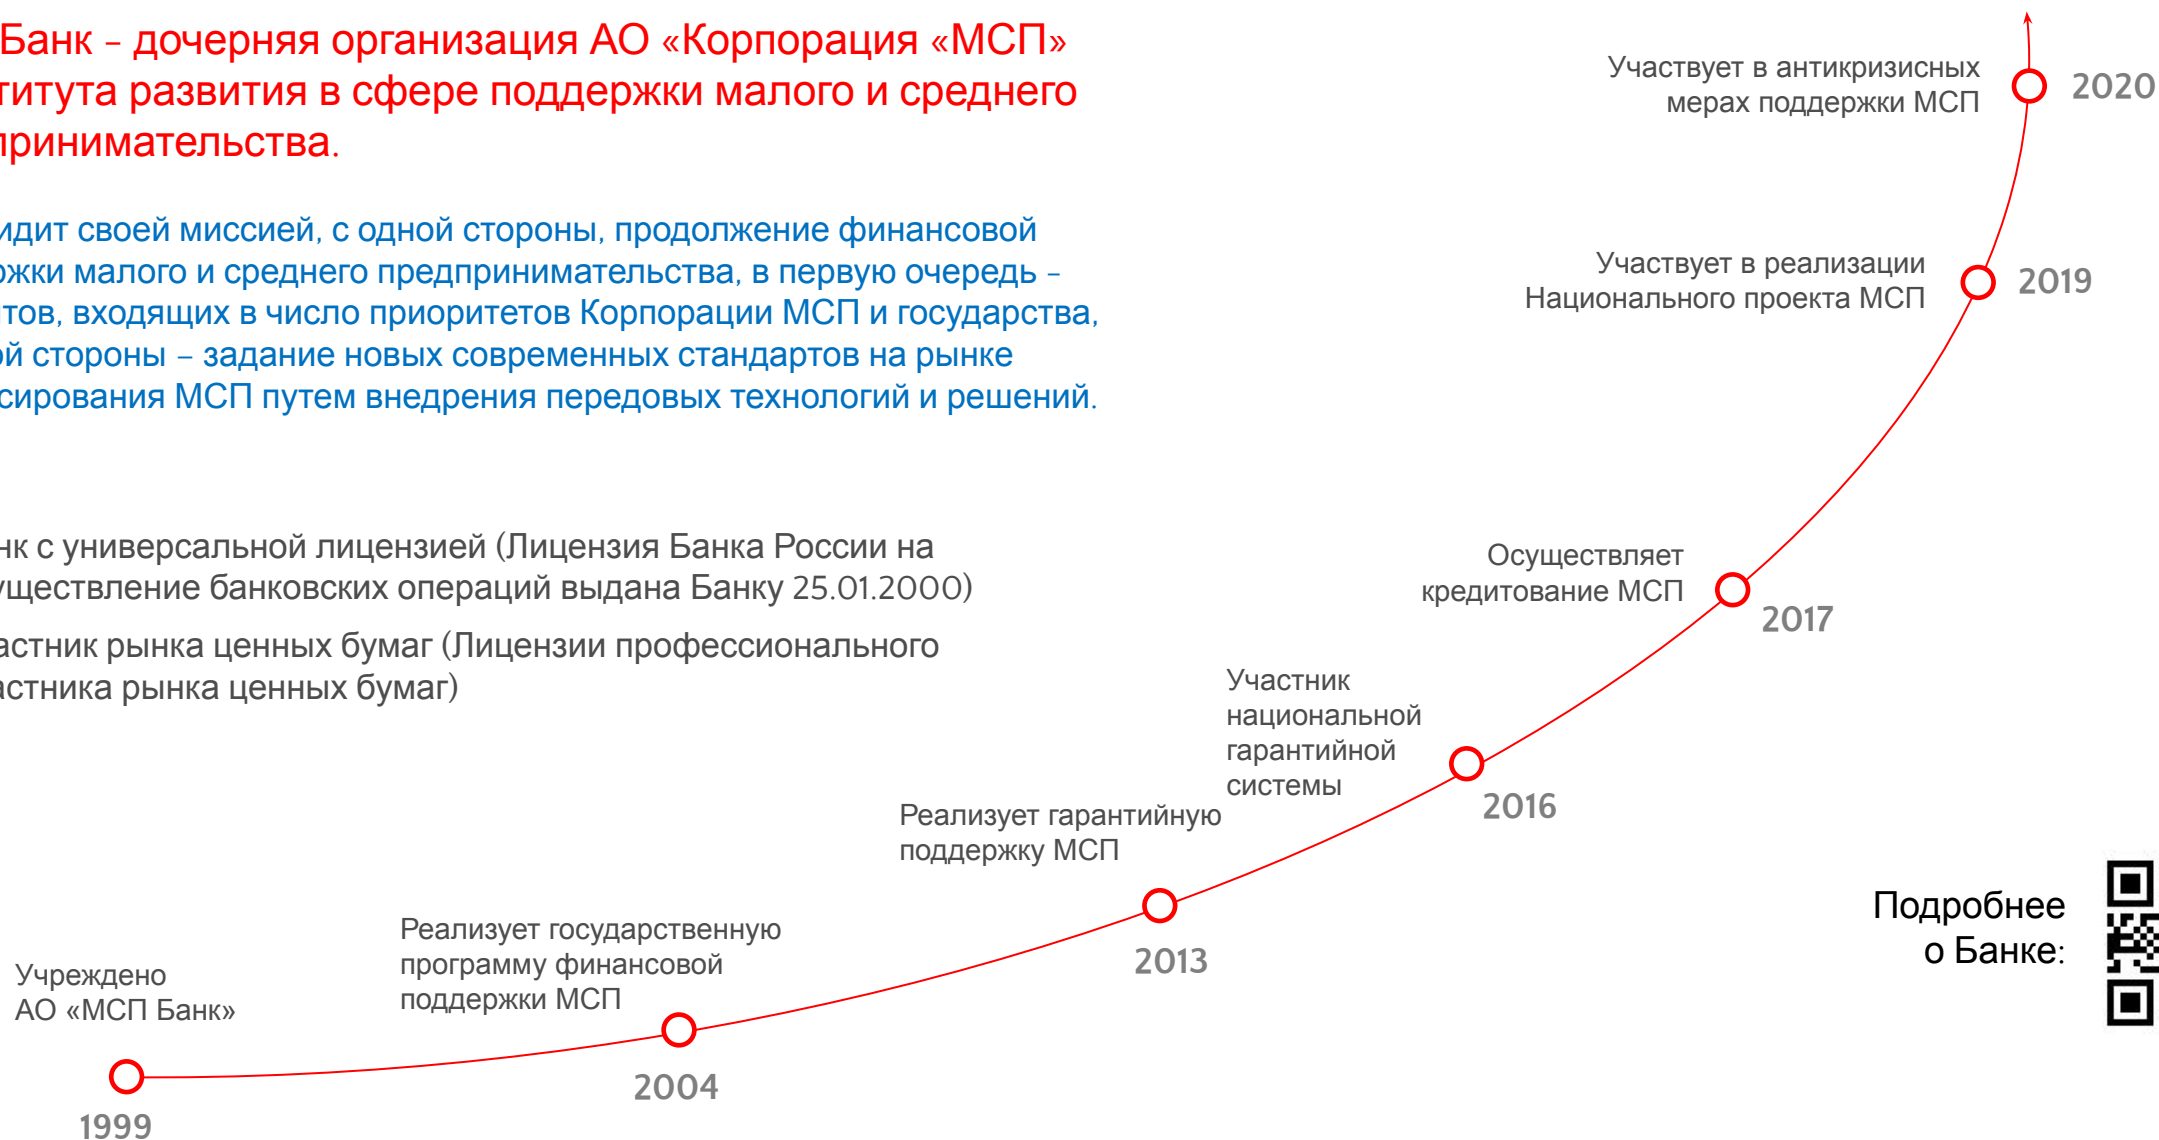 Банк – дочерняя организация АО «Корпорация «МСП»
титута развития в сфере поддержки малого и среднего
принимательства.
идит своей миссией, с одной стороны, продолжение финансовой
ржки малого и среднего предпринимательства, в первую очередь –
нтов, входящих в число приоритетов Корпорации МСП и государства,
ой стороны – задание новых современных стандартов на рынке
сирования МСП путем внедрения передовых технологий и решений.
нк с универсальной лицензией (Лицензия Банка России на
уществление банковских операций выдана Банку 25.01.2000)
астник рынка ценных бумаг (Лицензии профессионального
астника рынка ценных бумаг)
Учреждено
АО «МСП Банк»
1999
Реализует государственную
программу финансовой
поддержки МСП
2004
Реализует гарантийную
поддержку МСП
2013
Участник
национальной
гарантийной
системы
2016
Осуществляет
кредитование МСП
2017
Участвует в реализации
Национального проекта МСП
2019
Участвует в антикризисных
мерах поддержки МСП
2020
Подробнее
о Банке: